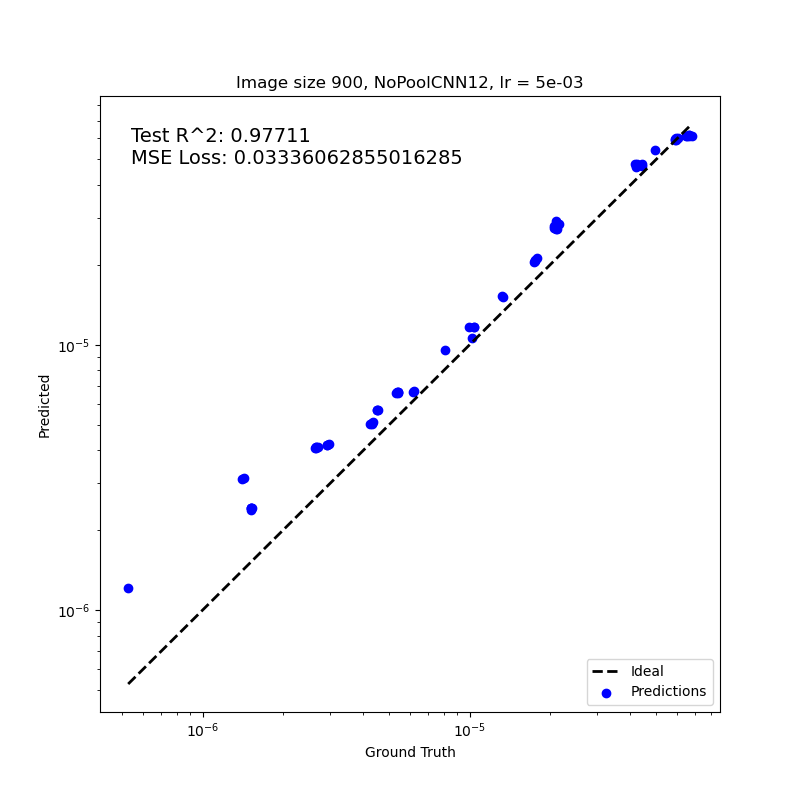 Image size 900, NoPoolCNN12, lr = 5e-03
Test R^2: 0.97711
MSE Loss: 0.03336062855016285
10⁻⁵
Predicted
10⁻⁶
Ideal
Predictions
10⁻⁶
10⁻⁵
Ground Truth